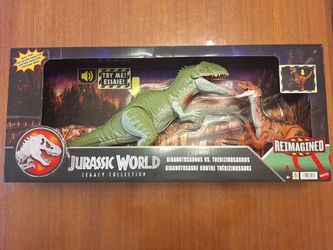 TRY ME!
ESSAIE!
JURASSIC WORLD
LEGACY COLLECTION
GIGANOTOSAURUS VS. THERIZINOSAURUS
GIGANOTOSAURE CONTRE THÉRIZINOSAURE
REIMAGINED